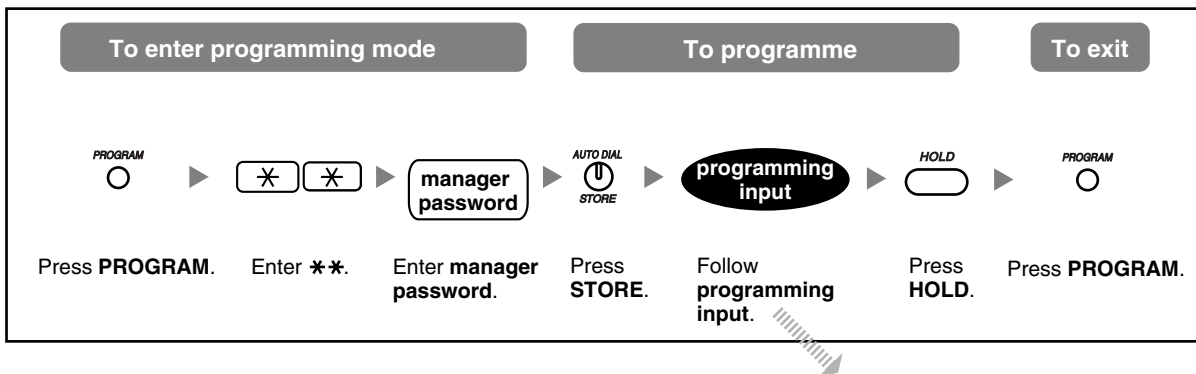 To enter programming mode
To programme
To exit
PROGRAM
manager
password
AUTO DIAL
STORE
programming
input
HOLD
PROGRAM
Press PROGRAM.
Enter **.
Enter manager
password.
Press
STORE.
Follow
programming
input.
Press
HOLD.
Press PROGRAM.